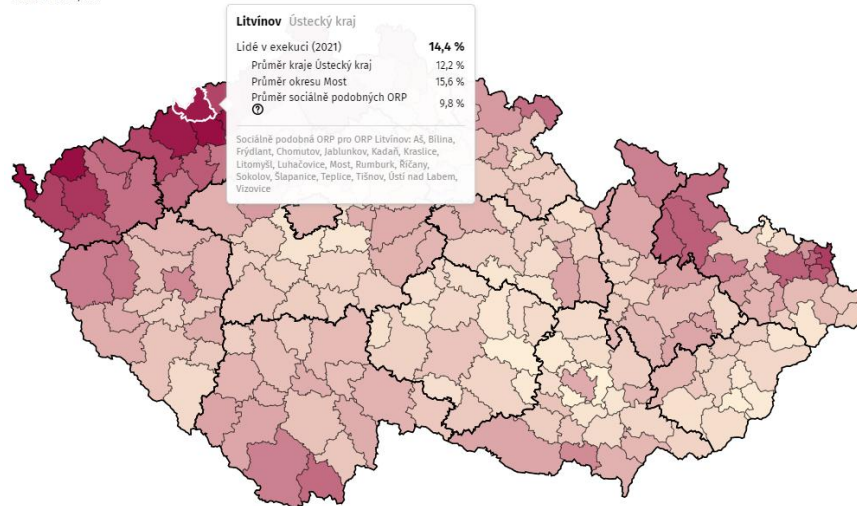 Litvínov Ústecký kraj
Lidé v exekuci (2021) 14,4 %
Průměr kraje Ústecký kraj 12,2 %
Průměr okresu Most 15,6 %
Průměr sociálně podobných ORP 9,8 %
?
Sociálně podobná ORP pro ORP Litvínov: Aš, Bílina,
Frýdlant, Chomutov, Jablunkov, Kadaň, Kraslice,
Litomyšl, Luhačovice, Most, Rumburk, Říčany,
Sokolov, Šlapanice, Teplice, Tišnov, Ústí nad Labem,
Vizovice